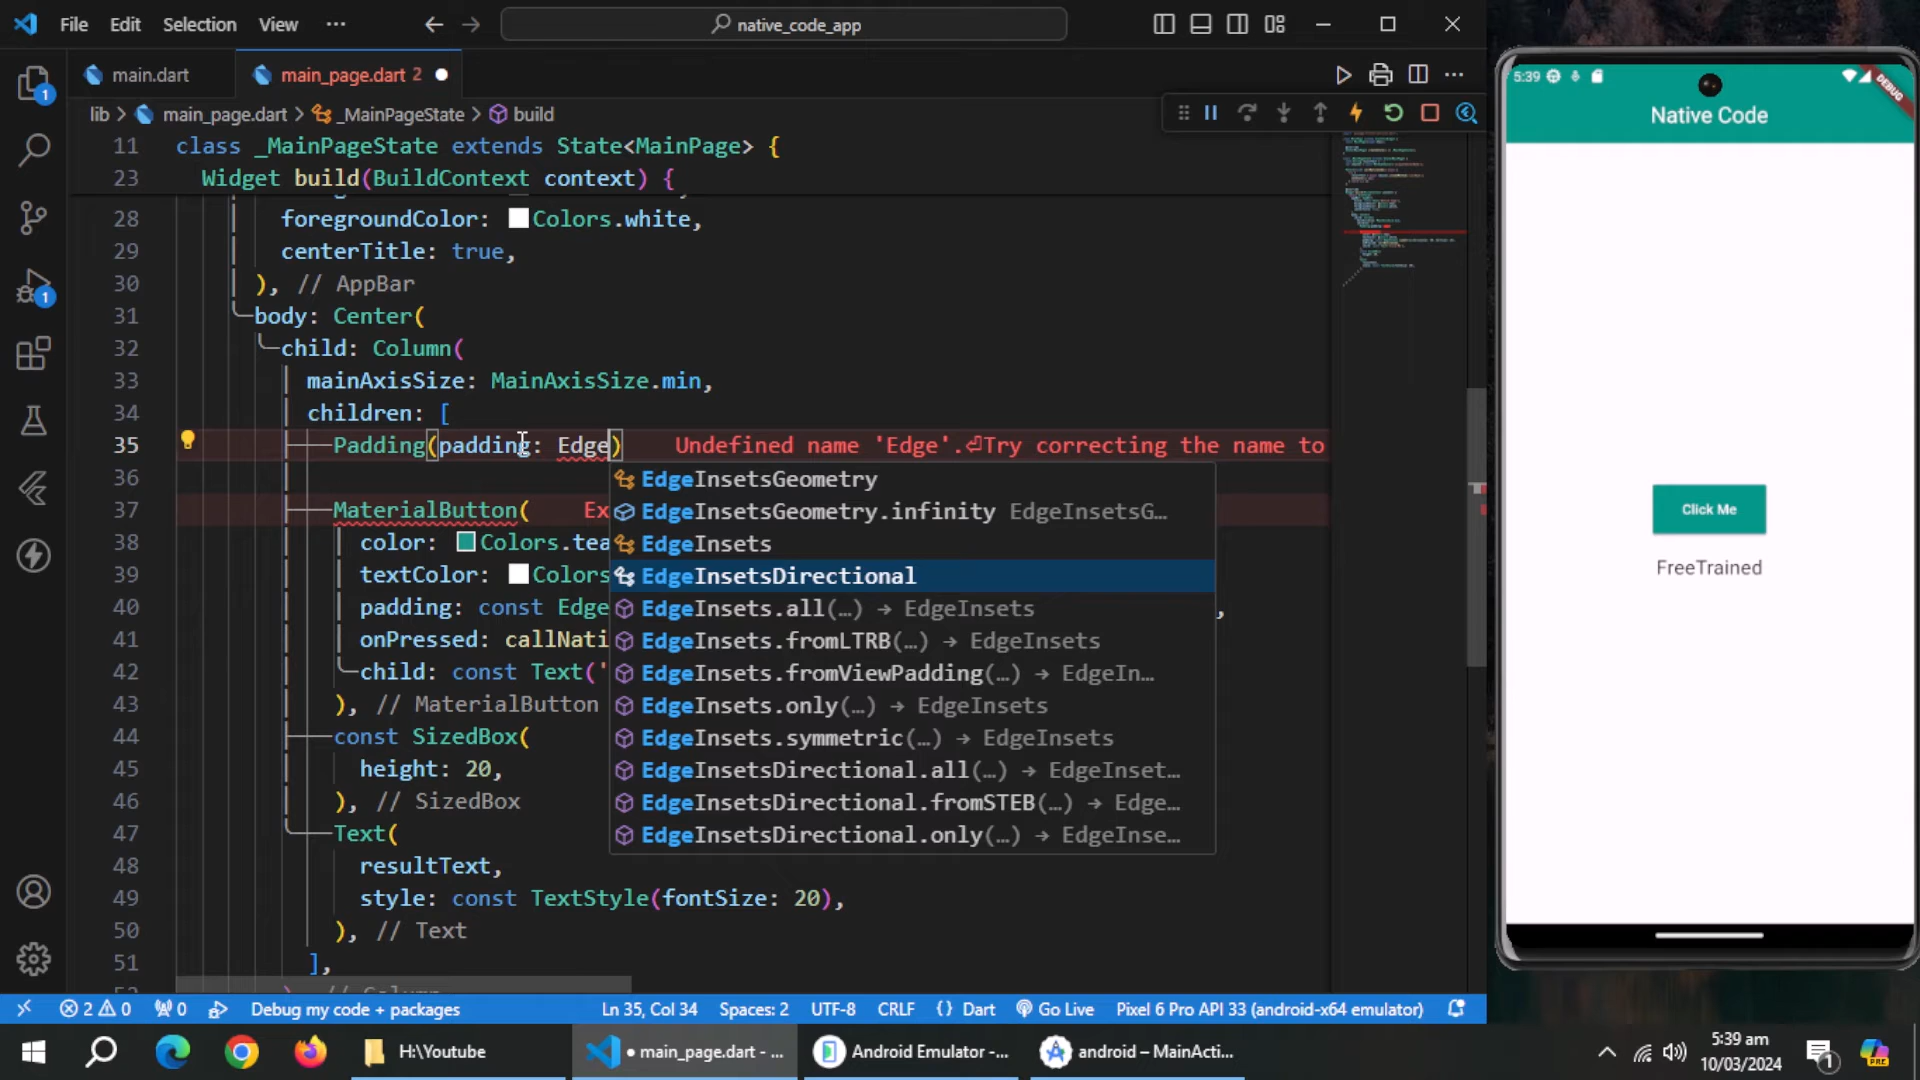 File Edit Selection View ··· native_code_app
main.dart main_page.dart 2
lib > main_page.dart > _MainPageState > build
11 class _MainPageState extends State<MainPage> {
23 Widget build(BuildContext context) {
28 foregroundColor: Colors.white,
29 centerTitle: true,
30 ), // AppBar
31 body: Center(
32 child: Column(
33 mainAxisSize: MainAxisSize.min,
34 children: [
35 Padding(padding: Edge) Undefined name 'Edge'.⏎Try correcting the name to
36
37 MaterialButton( Ex
38 color: Colors.tea
39 textColor: Colors
40 padding: const Edge ,
41 onPressed: callNati
42 child: const Text('
43 ), // MaterialButton
44 const SizedBox(
45 height: 20,
46 ), // SizedBox
47 Text(
48 resultText,
49 style: const TextStyle(fontSize: 20),
50 ), // Text
51 ],
EdgeInsetsGeometry
EdgeInsetsGeometry.infinity EdgeInsetsG…
EdgeInsets
EdgeInsetsDirectional
EdgeInsets.all(…) → EdgeInsets
EdgeInsets.fromLTRB(…) → EdgeInsets
EdgeInsets.fromViewPadding(…) → EdgeIn…
EdgeInsets.only(…) → EdgeInsets
EdgeInsets.symmetric(…) → EdgeInsets
EdgeInsetsDirectional.all(…) → EdgeInset…
EdgeInsetsDirectional.fromSTEB(…) → Edge…
EdgeInsetsDirectional.only(…) → EdgeInse…
1
1
5:39 DEBUG
Native Code
Click Me
FreeTrained
2 0 0 Debug my code + packages Ln 35, Col 34 Spaces: 2 UTF-8 CRLF {} Dart Go Live Pixel 6 Pro API 33 (android-x64 emulator)
H:\Youtube ● main_page.dart - ... Android Emulator -... android – MainActi...
5:39 am
10/03/2024
1
PRE